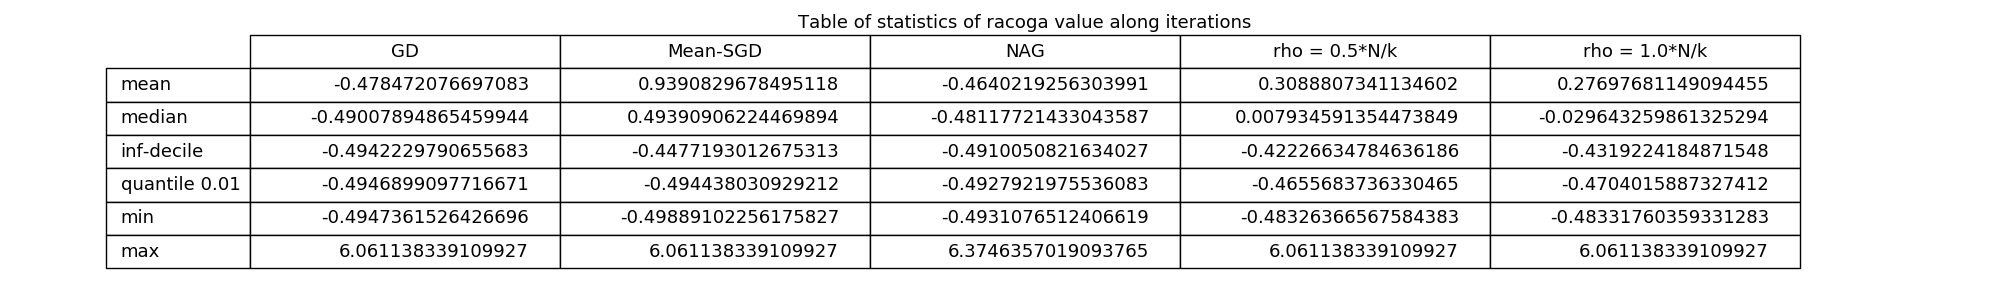 Table of statistics of racoga value along iterations
GD Mean-SGD NAG rho = 0.5*N/k rho = 1.0*N/k
mean -0.478472076697083 0.9390829678495118 -0.4640219256303991 0.3088807341134602 0.27697681149094455
median -0.49007894865459944 0.49390906224469894 -0.48117721433043587 0.007934591354473849 -0.029643259861325294
inf-decile -0.4942229790655683 -0.4477193012675313 -0.4910050821634027 -0.42226634784636186 -0.4319224184871548
quantile 0.01 -0.4946899097716671 -0.494438030929212 -0.4927921975536083 -0.4655683736330465 -0.4704015887327412
min -0.4947361526426696 -0.49889102256175827 -0.4931076512406619 -0.48326366567584383 -0.48331760359331283
max 6.061138339109927 6.061138339109927 6.3746357019093765 6.061138339109927 6.061138339109927